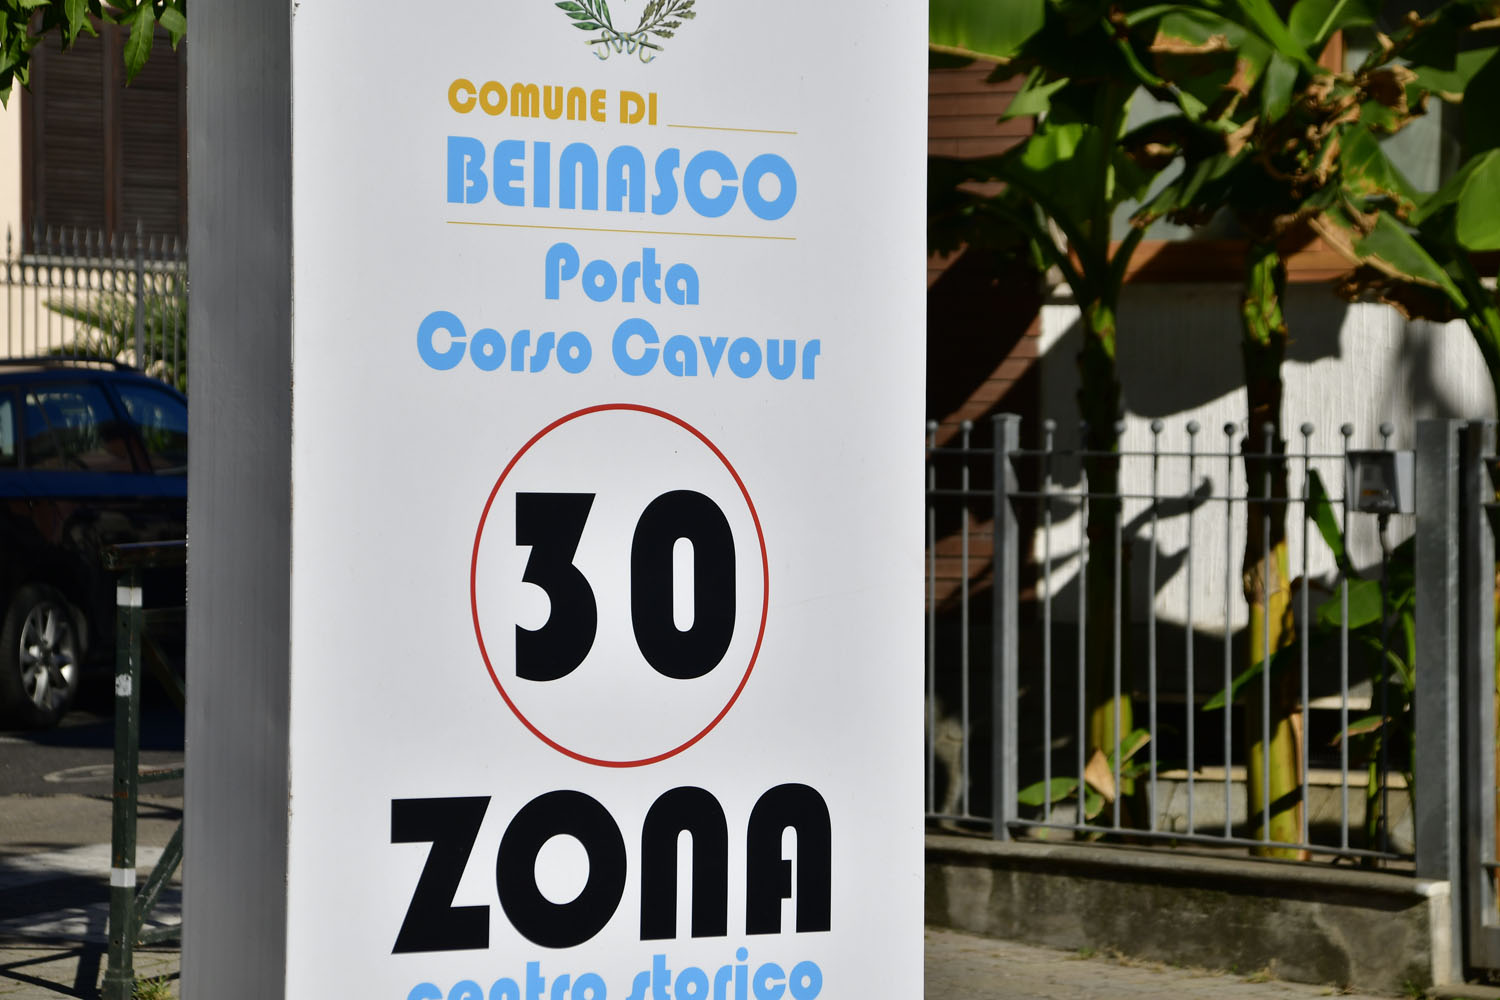 COMUNE DI
BEINASCO
Porta
Corso Cavour
30
ZONA
centro storico